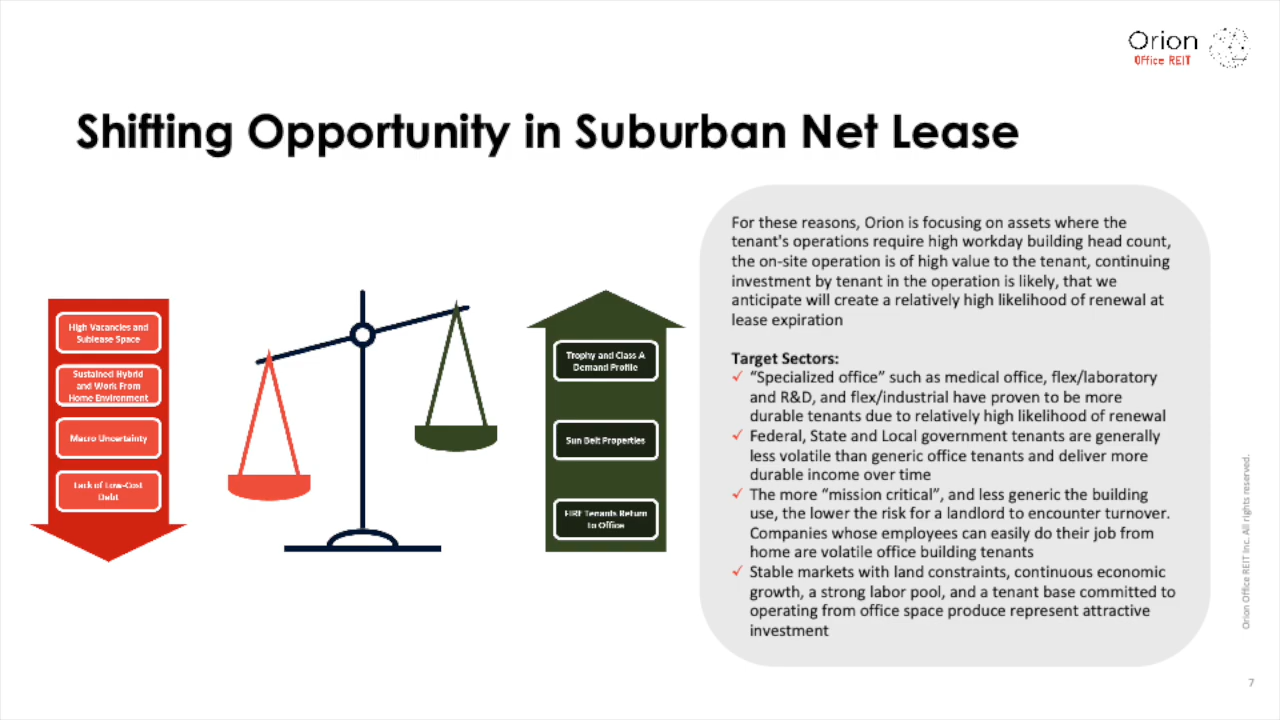 Orion
Office REIT
Shifting Opportunity in Suburban Net Lease
High Vacancies and
Sublease Space
Sustained Hybrid
and Work From
Home Environment
Macro Uncertainty
Lack of Low-Cost
Debt
Trophy and Class A
Demand Profile
Sun Belt Properties
FIRE Tenants Return
to Office
For these reasons, Orion is focusing on assets where the
tenant's operations require high workday building head count,
the on-site operation is of high value to the tenant, continuing
investment by tenant in the operation is likely, that we
anticipate will create a relatively high likelihood of renewal at
lease expiration
Target Sectors:
✓ “Specialized office” such as medical office, flex/laboratory
and R&D, and flex/industrial have proven to be more
durable tenants due to relatively high likelihood of renewal
✓ Federal, State and Local government tenants are generally
less volatile than generic office tenants and deliver more
durable income over time
✓ The more “mission critical”, and less generic the building
use, the lower the risk for a landlord to encounter turnover.
Companies whose employees can easily do their job from
home are volatile office building tenants
✓ Stable markets with land constraints, continuous economic
growth, a strong labor pool, and a tenant base committed to
operating from office space produce represent attractive
investment
Orion Office REIT Inc. All rights reserved.
7